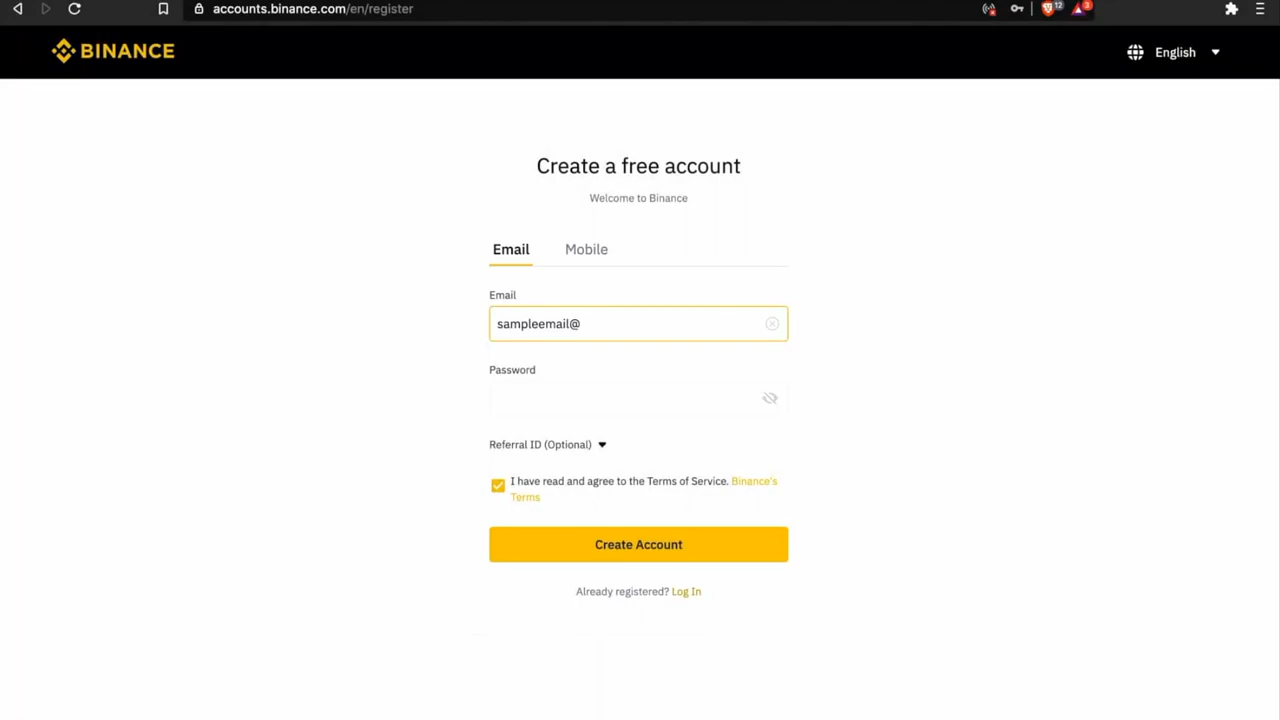 accounts.binance.com/en/register
12
3
BINANCE
English
Create a free account
Welcome to Binance
Email Mobile
Email
sampleemail@
Password
Referral ID (Optional)
I have read and agree to the Terms of Service. Binance's
Terms
Create Account
Already registered? Log In